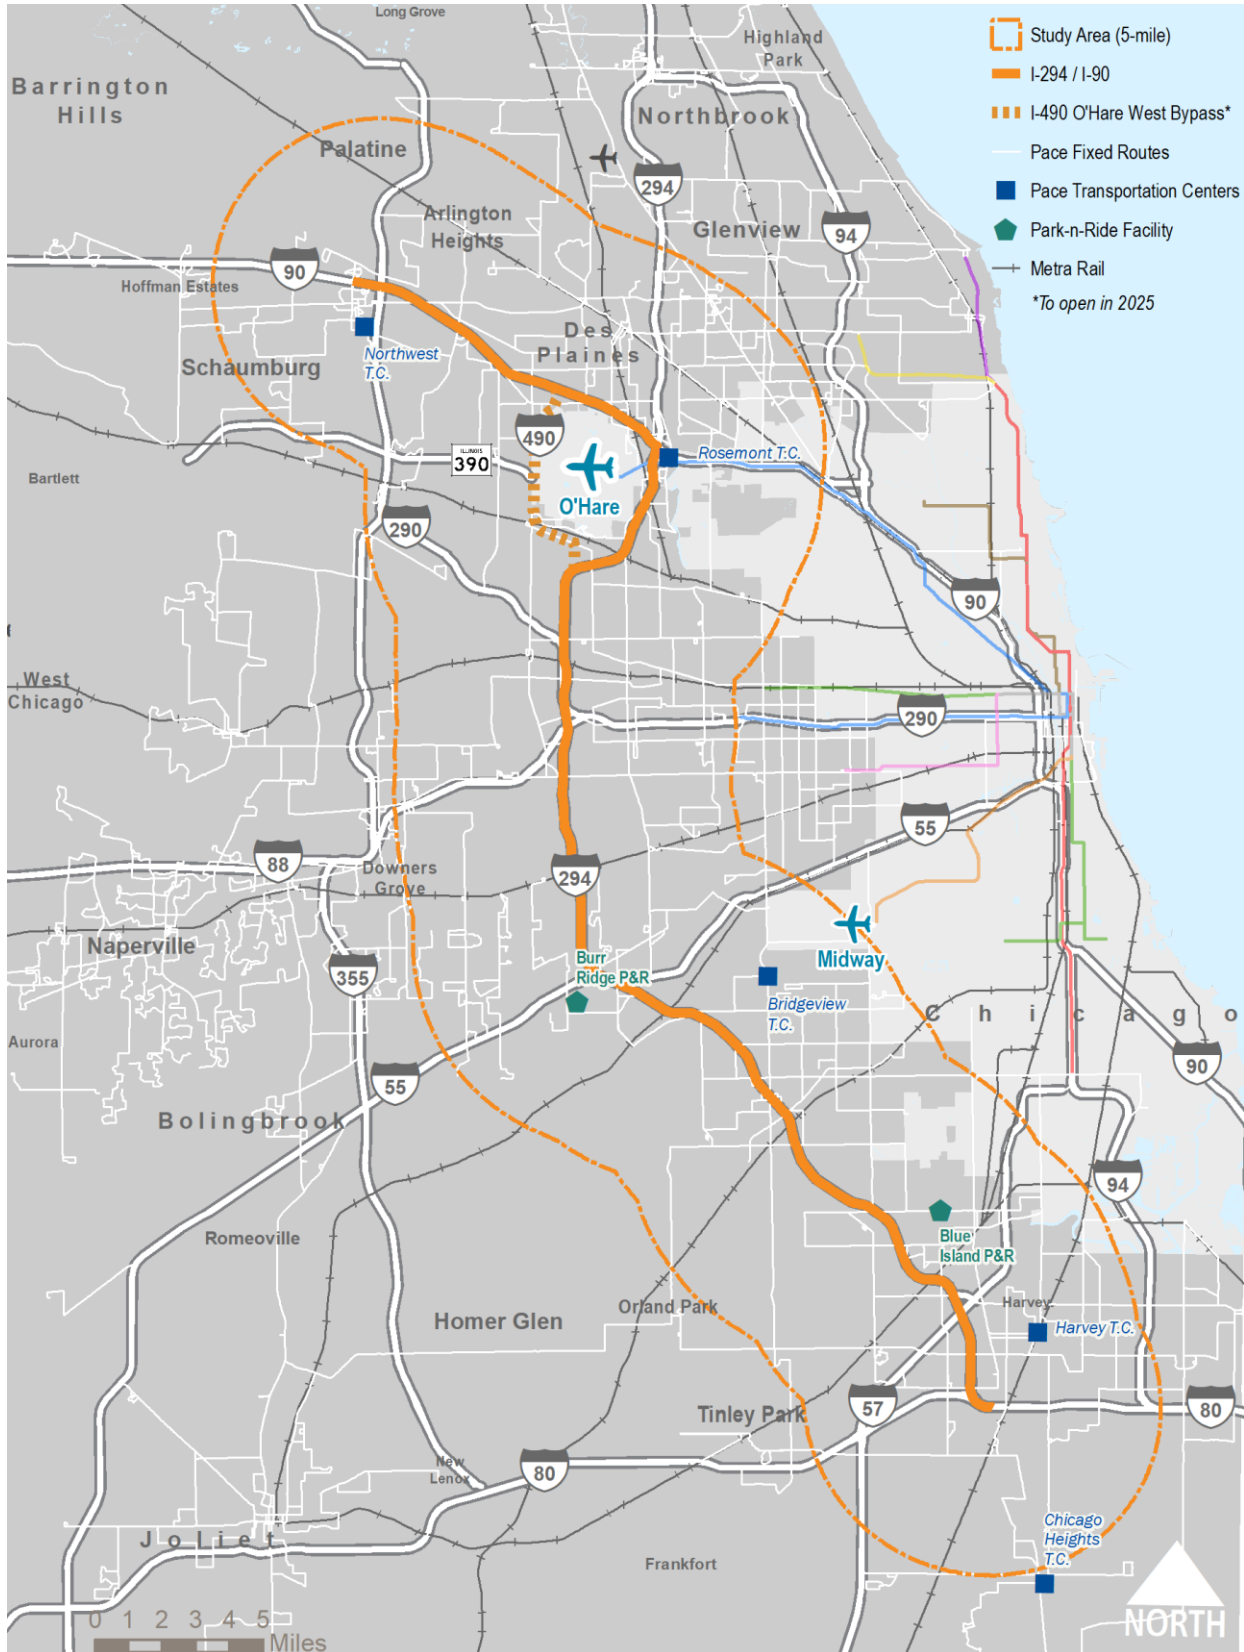 Long Grove
Highland
Park
Study Area (5-mile)
I-294 / I-90
I-490 O'Hare West Bypass*
Pace Fixed Routes
Pace Transportation Centers
Park-n-Ride Facility
Metra Rail
*To open in 2025
Barrington
Hills
Northbrook
Palatine
294
Arlington
Heights
Glenview
94
90
Hoffman Estates
Des
Plaines
Northwest
T.C.
Schaumburg
490
ILLINOIS
390
Rosemont T.C.
O'Hare
Bartlett
290
90
West
Chicago
290
55
88
Downers
Grove
294
Naperville
Midway
355
Burr
Ridge P&R
Bridgeview
T.C.
Chicago
Aurora
55
90
Bolingbrook
94
Romeoville
Blue
Island P&R
Orland Park
Harvey
Homer Glen
Harvey T.C.
57
80
Tinley Park
New
Lenox
80
Joliet
Chicago
Heights
T.C.
Frankfort
NORTH
0 1 2 3 4 5
Miles